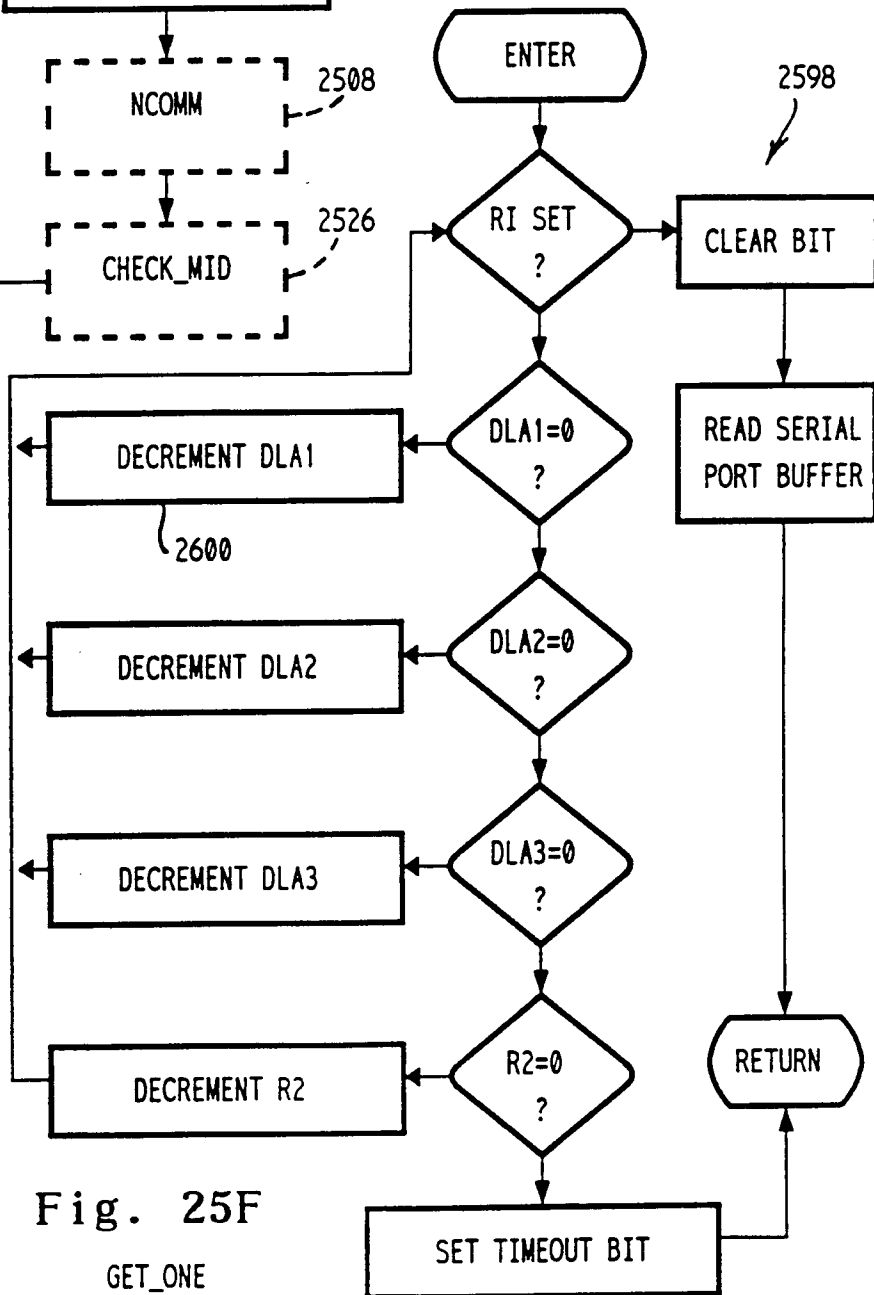 NCOMM
2508
CHECK_MID
2526
ENTER
2598
RI SET
?
CLEAR BIT
READ SERIAL
PORT BUFFER
DLA1=0
?
DECREMENT DLA1
2600
DLA2=0
?
DECREMENT DLA2
DLA3=0
?
DECREMENT DLA3
R2=0
?
DECREMENT R2
RETURN
SET TIMEOUT BIT
Fig. 25F
GET_ONE